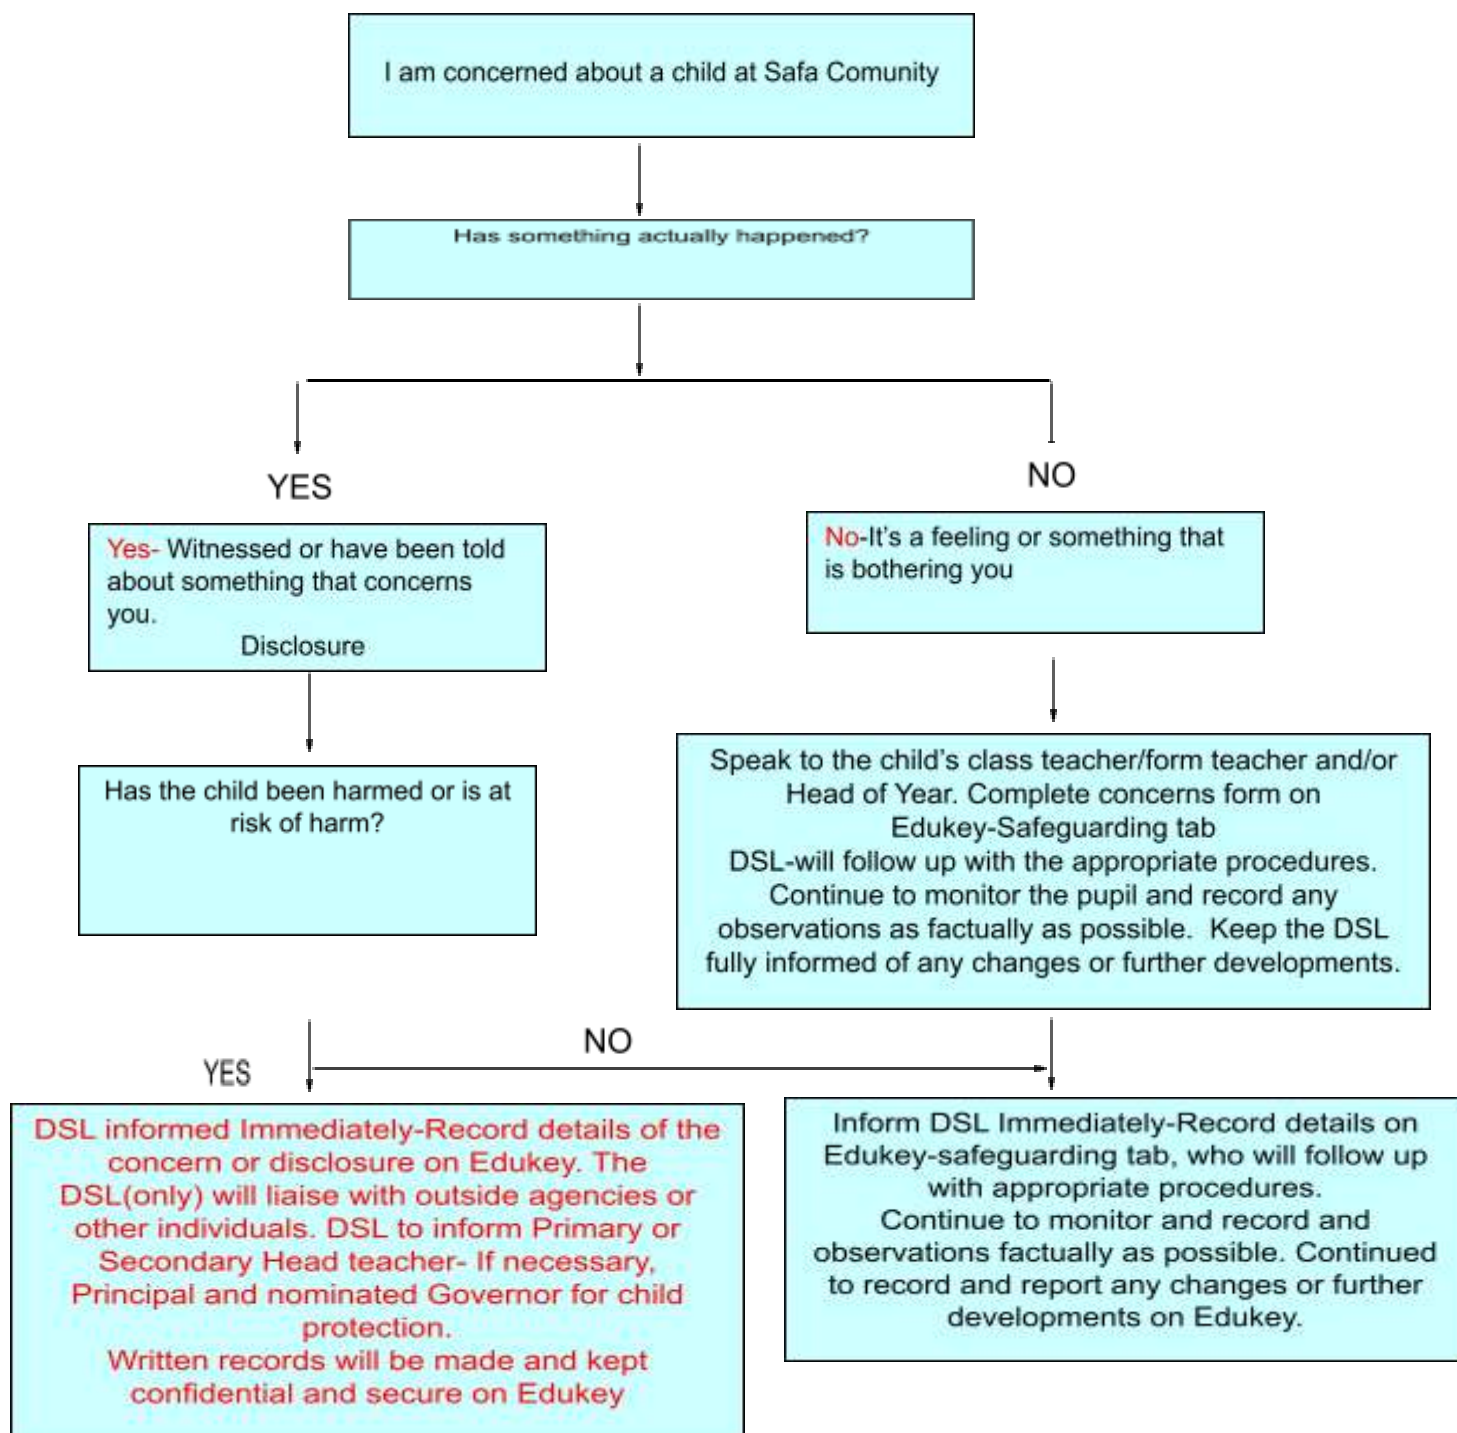 I am concerned about a child at Safa Comunity
Has something actually happened?
YES
NO
Yes- Witnessed or have been told
about something that concerns
you.
Disclosure
No-It's a feeling or something that
is bothering you
Has the child been harmed or is at
risk of harm?
Speak to the child's class teacher/form teacher and/or
Head of Year. Complete concerns form on
Edukey-Safeguarding tab
DSL-will follow up with the appropriate procedures.
Continue to monitor the pupil and record any
observations as factually as possible.  Keep the DSL
fully informed of any changes or further developments.
YES
NO
DSL informed Immediately-Record details of the
concern or disclosure on Edukey. The
DSL(only) will liaise with outside agencies or
other individuals. DSL to inform Primary or
Secondary Head teacher- If necessary,
Principal and nominated Governor for child
protection.
Written records will be made and kept
confidential and secure on Edukey
Inform DSL Immediately-Record details on
Edukey-safeguarding tab, who will follow up
with appropriate procedures.
Continue to monitor and record and
observations factually as possible. Continued
to record and report any changes or further
developments on Edukey.